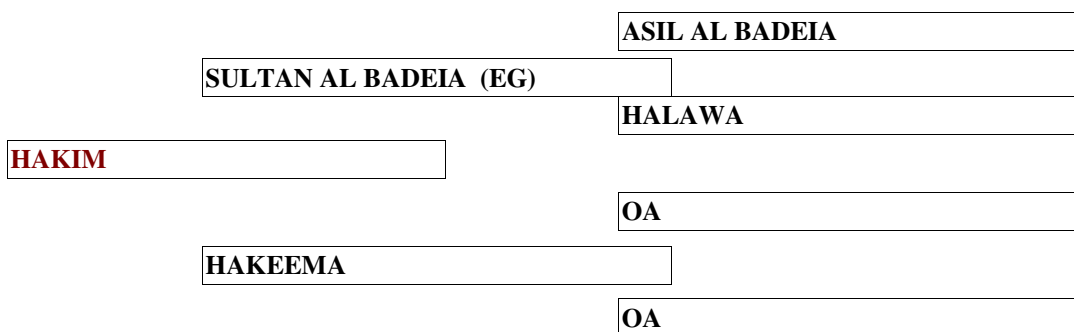 ASIL AL BADEIA
SULTAN AL BADEIA (EG)
HALAWA
HAKIM
OA
HAKEEMA
OA